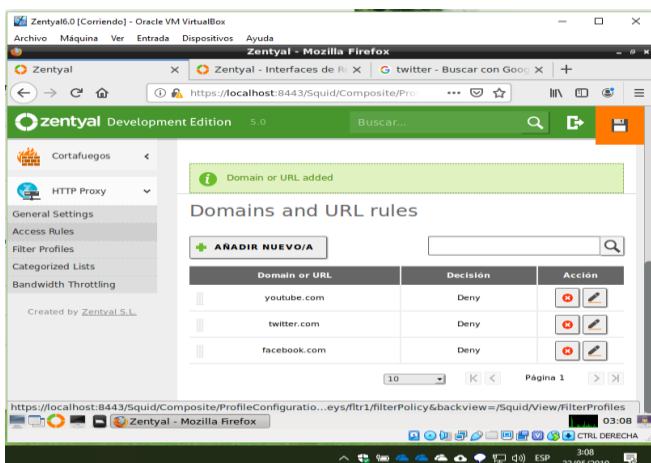 Zentyal6.0 [Corriendo] - Oracle VM VirtualBox
Archivo Máquina Ver Entrada Dispositivos Ayuda
Zentyal - Mozilla Firefox
Zentyal
Zentyal - Interfaces de R
twitter - Buscar con Goog
https://localhost:8443/Squid/Composite/Pro
zentyal Development Edition 5.0
Buscar...
Cortafuegos
HTTP Proxy
General Settings
Access Rules
Filter Profiles
Categorized Lists
Bandwidth Throttling
Created by Zentyal S.L.
Domain or URL added
Domains and URL rules
AÑADIR NUEVO/A
Domain or URL Decisión Acción
youtube.com Deny
twitter.com Deny
facebook.com Deny
10 Página 1
https://localhost:8443/Squid/Composite/ProfileConfiguratio...eys/fltr1/filterPolicy&backview=/Squid/View/FilterProfiles
Zentyal - Mozilla Firefox 03:08
CTRL DERECHA
ESP 3:08